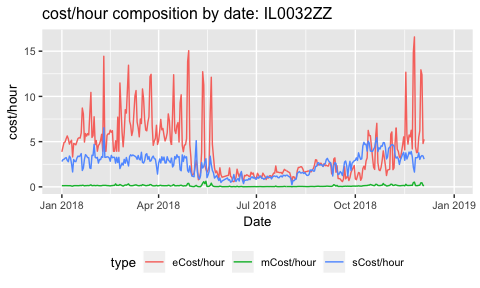 cost/hour composition by date: IL0032ZZ
cost/hour
15
10
5
0
Jan 2018 Apr 2018 Jul 2018 Oct 2018 Jan 2019
Date
type eCost/hour mCost/hour sCost/hour